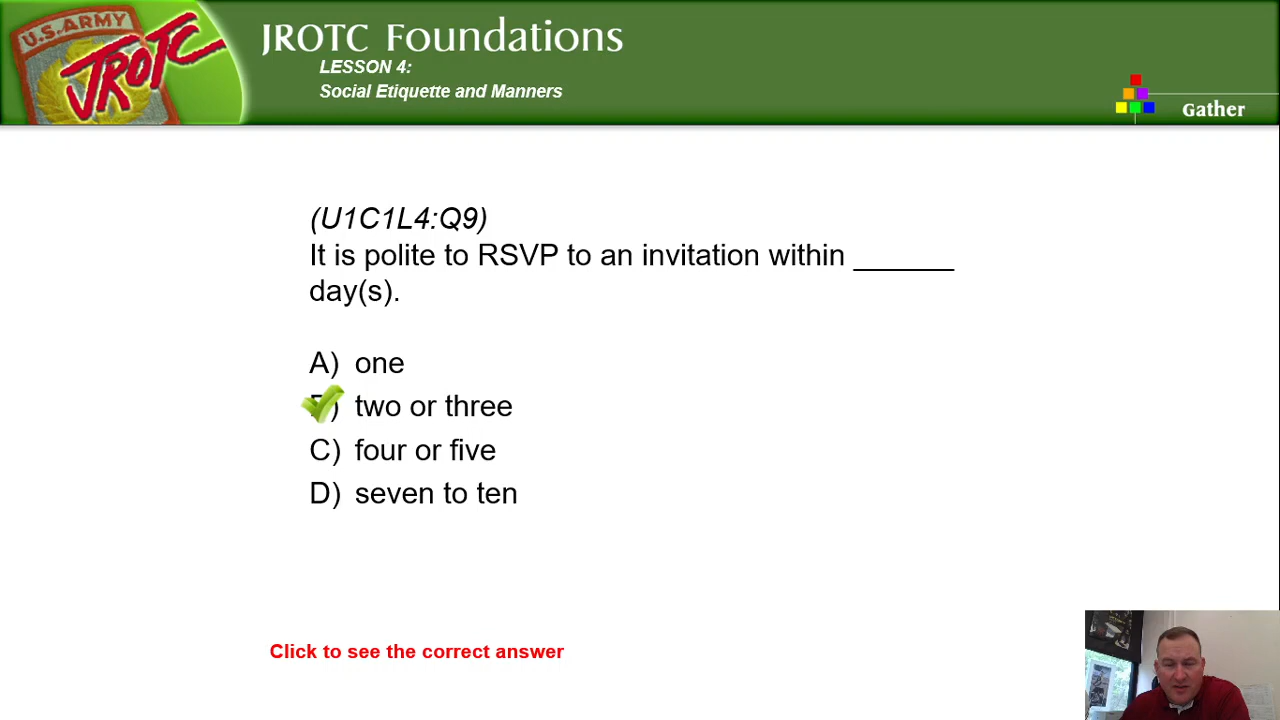 U.S. ARMY
JROTC
JROTC Foundations
LESSON 4:
Social Etiquette and Manners
Gather
(U1C1L4:Q9)
It is polite to RSVP to an invitation within ______
day(s).
A) one
) two or three
C) four or five
D) seven to ten
Click to see the correct answer